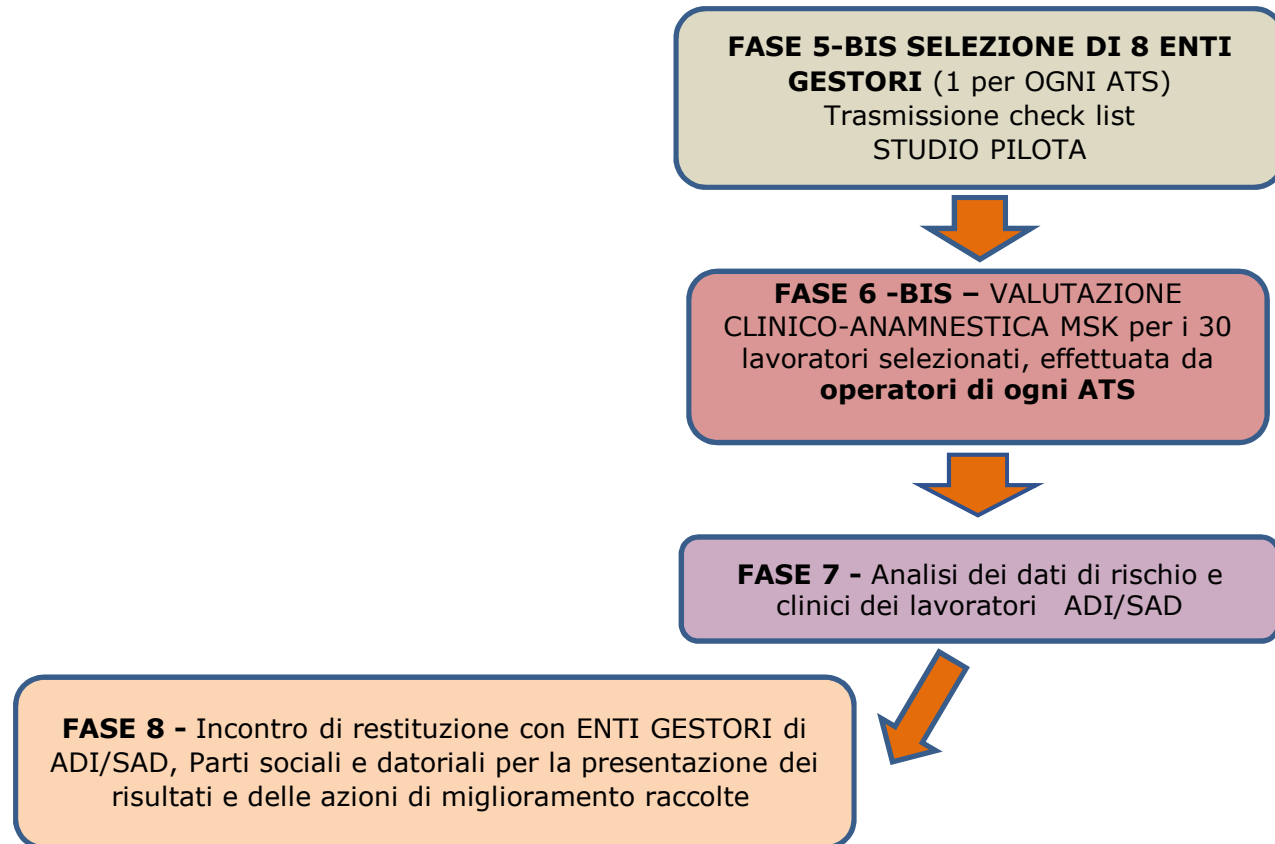 FASE 5-BIS SELEZIONE DI 8 ENTI
GESTORI (1 per OGNI ATS)
Trasmissione check list
STUDIO PILOTA
FASE 6 -BIS – VALUTAZIONE
CLINICO-ANAMNESTICA MSK per i 30
lavoratori selezionati, effettuata da
operatori di ogni ATS
FASE 7 - Analisi dei dati di rischio e
clinici dei lavoratori ADI/SAD
FASE 8 - Incontro di restituzione con ENTI GESTORI di
ADI/SAD, Parti sociali e datoriali per la presentazione dei
risultati e delle azioni di miglioramento raccolte